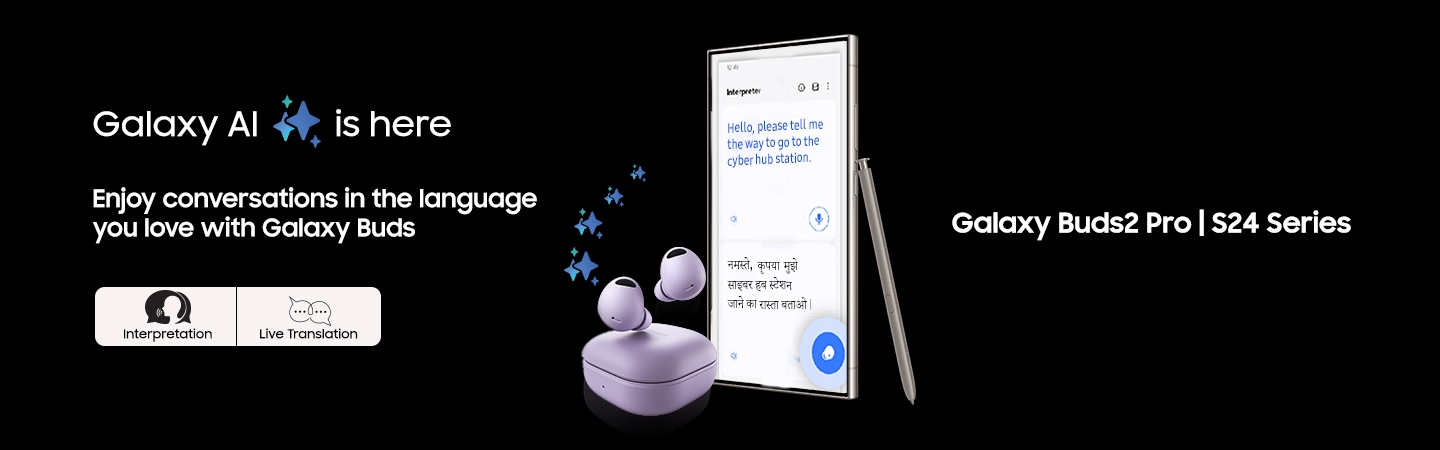 Galaxy AI is here
Enjoy conversations in the language
you love with Galaxy Buds
Interpretation
Live Translation
12:45
Interpreter
Hello, please tell me
the way to go to the
cyber hub station.
नमस्ते, कृपया मुझे
साइबर हब स्टेशन
जाने का रास्ता बताओ
Galaxy Buds2 Pro | S24 Series